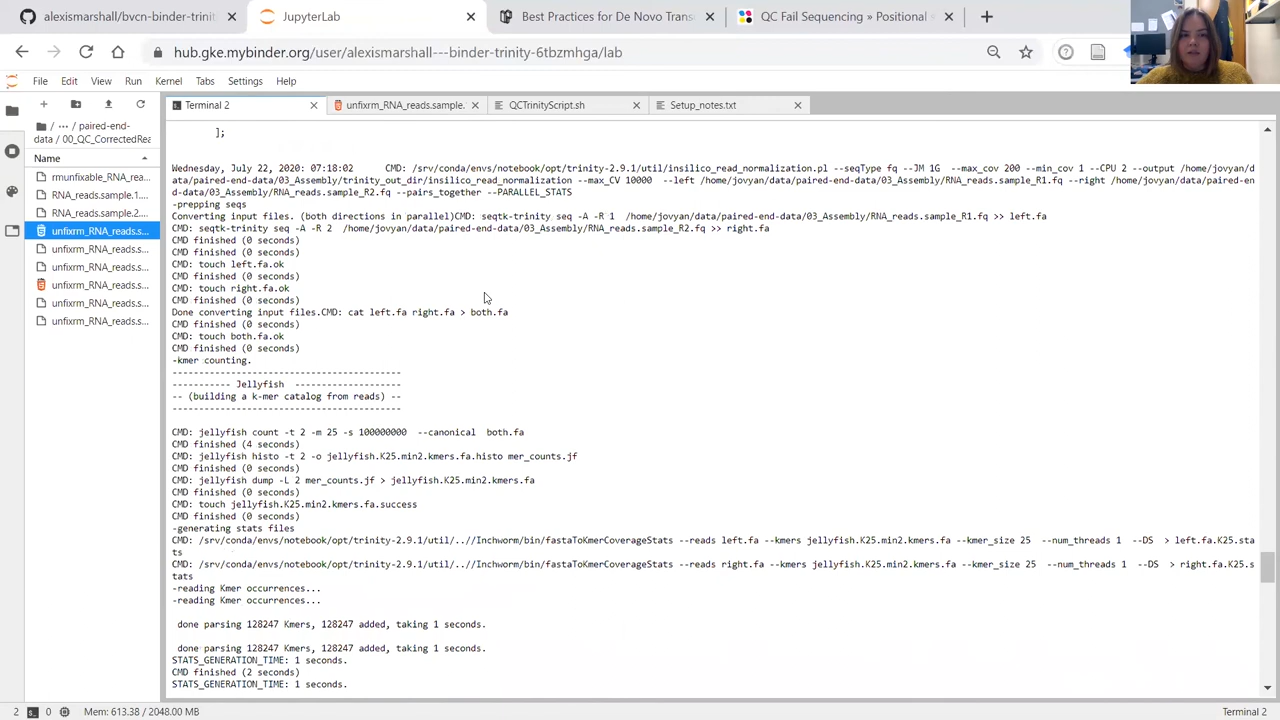 alexismarshall/bvcn-binder-trinit
JupyterLab
Best Practices for De Novo Trans
QC Fail Sequencing » Positional
hub.gke.mybinder.org/user/alexismarshall---binder-trinity-6tbzmhga/lab
File Edit View Run Kernel Tabs Settings Help
Terminal 2
unfixrm_RNA_reads.sample.
QCTrinityScript.sh
Setup_notes.txt
/ ··· / paired-end-
data / 00_QC_CorrectedRea
Name
rmunfixable_RNA_rea...
RNA_reads.sample.1....
RNA_reads.sample.2....
unfixrm_RNA_reads.s...
unfixrm_RNA_reads.s...
unfixrm_RNA_reads.s...
unfixrm_RNA_reads.s...
unfixrm_RNA_reads.s...
unfixrm_RNA_reads.s...
];
Wednesday, July 22, 2020: 07:18:02 CMD: /srv/conda/envs/notebook/opt/trinity-2.9.1/util/insilico_read_normalization.pl --seqType fq --JM 1G --max_cov 200 --min_cov 1 --CPU 2 --output /home/jovyan/data/
paired-end-data/03_Assembly/trinity_out_dir/insilico_read_normalization --max_CV 10000 --left /home/jovyan/data/paired-end-data/03_Assembly/RNA_reads.sample_R1.fq --right /home/jovyan/data/paired-en
d-data/03_Assembly/RNA_reads.sample_R2.fq --pairs_together --PARALLEL_STATS
-prepping seqs
Converting input files. (both directions in parallel)CMD: seqtk-trinity seq -A -R 1 /home/jovyan/data/paired-end-data/03_Assembly/RNA_reads.sample_R1.fq >> left.fa
CMD: seqtk-trinity seq -A -R 2 /home/jovyan/data/paired-end-data/03_Assembly/RNA_reads.sample_R2.fq >> right.fa
CMD finished (0 seconds)
CMD finished (0 seconds)
CMD: touch left.fa.ok
CMD finished (0 seconds)
CMD: touch right.fa.ok
CMD finished (0 seconds)
Done converting input files.CMD: cat left.fa right.fa > both.fa
CMD finished (0 seconds)
CMD: touch both.fa.ok
CMD finished (0 seconds)
-kmer counting.
-------------------------------------------
----------- Jellyfish --------------------
-- (building a k-mer catalog from reads) --
-------------------------------------------
CMD: jellyfish count -t 2 -m 25 -s 100000000 --canonical both.fa
CMD finished (4 seconds)
CMD: jellyfish histo -t 2 -o jellyfish.K25.min2.kmers.fa.histo mer_counts.jf
CMD finished (0 seconds)
CMD: jellyfish dump -L 2 mer_counts.jf > jellyfish.K25.min2.kmers.fa
CMD finished (0 seconds)
CMD: touch jellyfish.K25.min2.kmers.fa.success
CMD finished (0 seconds)
-generating stats files
CMD: /srv/conda/envs/notebook/opt/trinity-2.9.1/util/..//Inchworm/bin/fastaToKmerCoverageStats --reads left.fa --kmers jellyfish.K25.min2.kmers.fa --kmer_size 25 --num_threads 1 --DS > left.fa.K25.sta
ts
CMD: /srv/conda/envs/notebook/opt/trinity-2.9.1/util/..//Inchworm/bin/fastaToKmerCoverageStats --reads right.fa --kmers jellyfish.K25.min2.kmers.fa --kmer_size 25 --num_threads 1 --DS > right.fa.K25.s
tats
-reading Kmer occurrences...
-reading Kmer occurrences...
done parsing 128247 Kmers, 128247 added, taking 1 seconds.
done parsing 128247 Kmers, 128247 added, taking 1 seconds.
STATS_GENERATION_TIME: 1 seconds.
CMD finished (2 seconds)
STATS_GENERATION_TIME: 1 seconds.
2 0 Mem: 613.38 / 2048.00 MB
Terminal 2